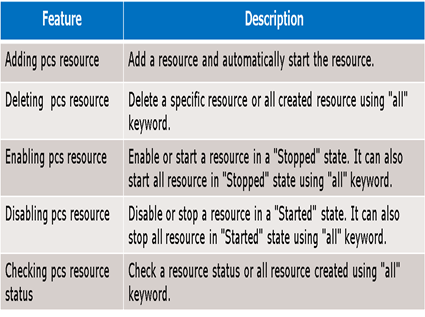 Feature Description
Adding pcs resource Add a resource and automatically start the resource.
Deleting pcs resource Delete a specific resource or all created resource using "all"
keyword.
Enabling pcs resource Enable or start a resource in a "Stopped" state. It can also
start all resource in "Stopped" state using "all" keyword.
Disabling pcs resource Disable or stop a resource in a "Started" state. It can also
stop all resource in "Started" state using "all" keyword.
Checking pcs resource Check a resource status or all resource created using "all"
status keyword.